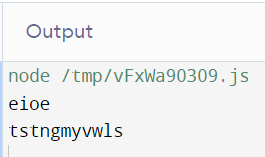 Output
node /tmp/vFxWa90309.js
eioe
tstngmyvwls